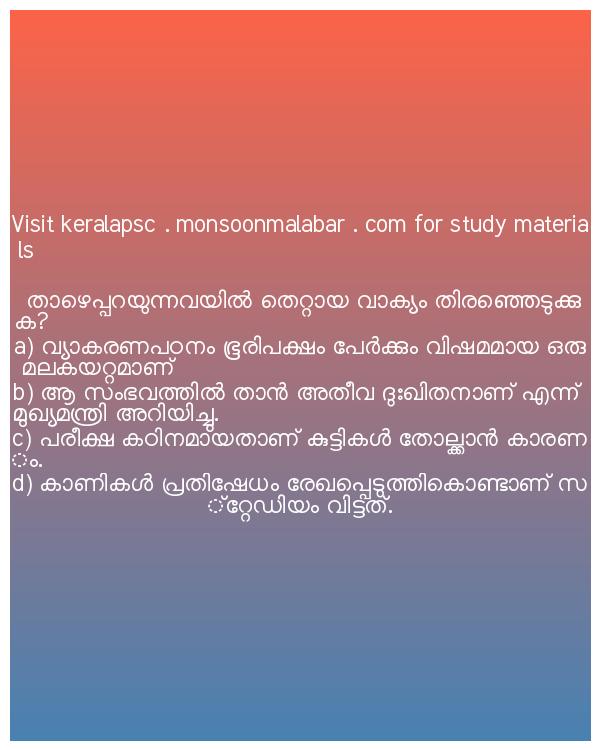 Visit keralapsc . monsoonmalabar . com for study materia
ls
താഴെപ്പറയുന്നവയിൽ തെറ്റായ വാക്യം തിരഞ്ഞെടുക്കു
ക?
a) വ്യാകരണപഠനം ഭൂരിപക്ഷം പേർക്കും വിഷമമായ ഒരു
മലകയറ്റമാണ്
b) ആ സംഭവത്തിൽ താൻ അതീവ ദുഃഖിതനാണ് എന്ന്
മുഖ്യമന്ത്രി അറിയിച്ചു.
c) പരീക്ഷ കഠിനമായതാണ് കുട്ടികൾ തോല്ക്കാൻ കാരണ
ം.
d) കാണികൾ പ്രതിഷേധം രേഖപ്പെടുത്തികൊണ്ടാണ് സ
്റ്റേഡിയം വിട്ടത്.